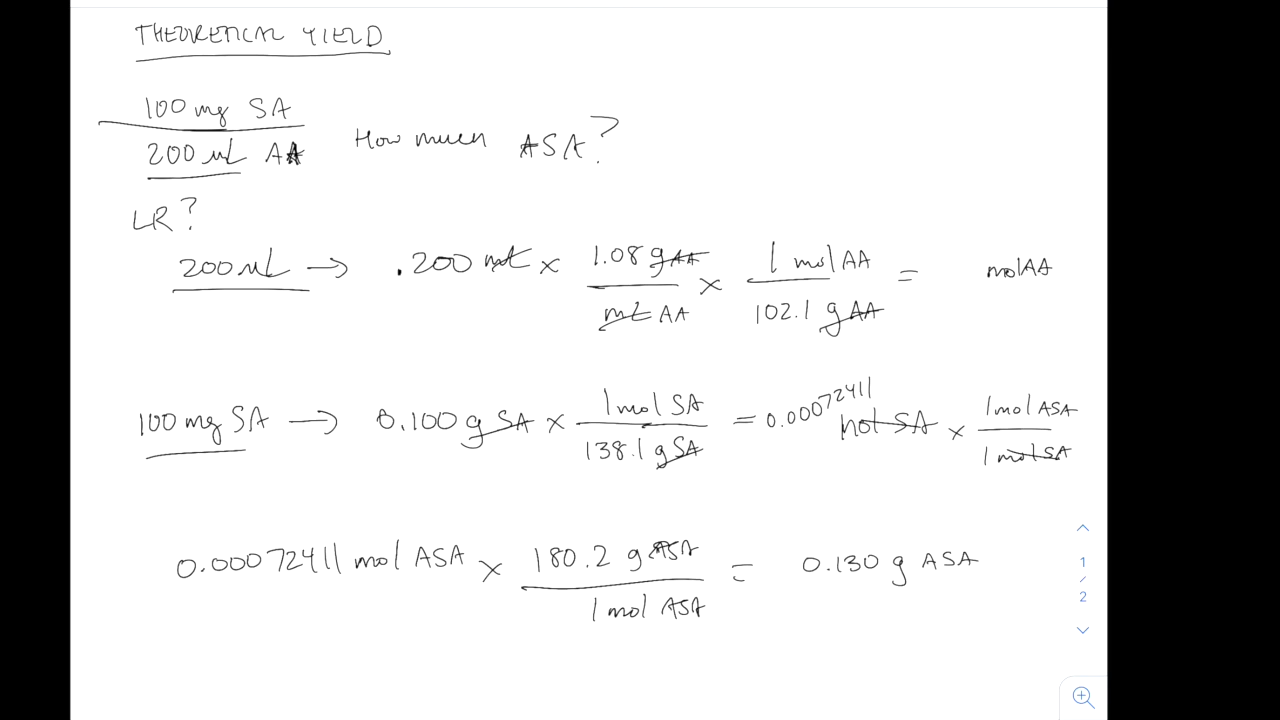 THEORETICAL YIELD
100 mg SA
200 uL AA How much ASA?
LR?
200 uL → .200 mL × 1.08 g AA / mL AA × 1 mol AA / 102.1 g AA = mol AA
100 mg SA → 0.100 g SA × 1 mol SA / 138.1 g SA = 0.00072411 mol SA × 1 mol ASA / 1 mol SA
0.00072411 mol ASA × 180.2 g ASA / 1 mol ASA = 0.130 g ASA
1
/
2